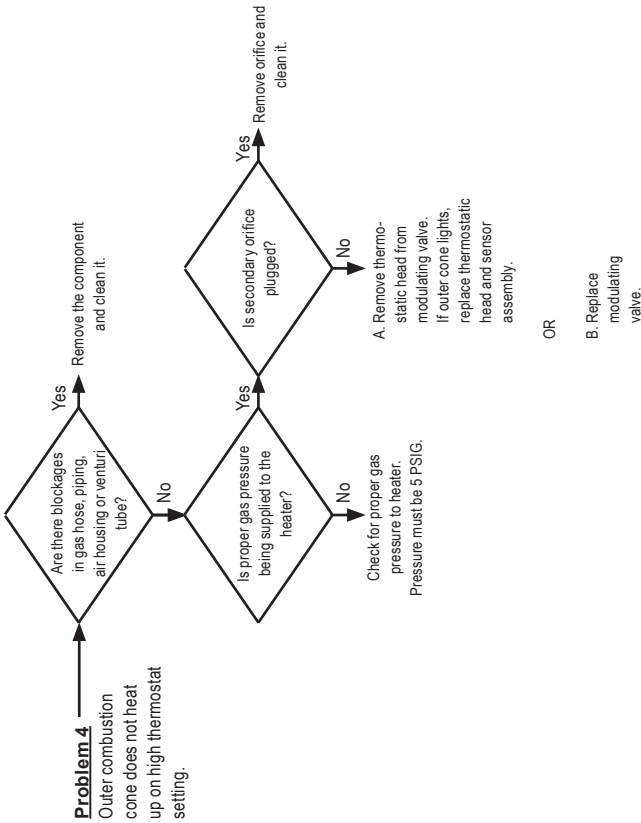 Problem 4
Outer combustion
cone does not heat
up on high thermostat
setting.
Are there blockages
in gas hose, piping,
air housing or venturi
tube?
Yes
Remove the component
and clean it.
No
Is proper gas pressure
being supplied to the
heater?
No
Check for proper gas
pressure to heater.
Pressure must be 5 PSIG.
Yes
Is secondary orifice
plugged?
Yes
Remove orifice and
clean it.
No
A. Remove thermo-
static head from
modulating valve.
If outer cone lights,
replace thermostatic
head and sensor
assembly.
OR
B. Replace
modulating
valve.